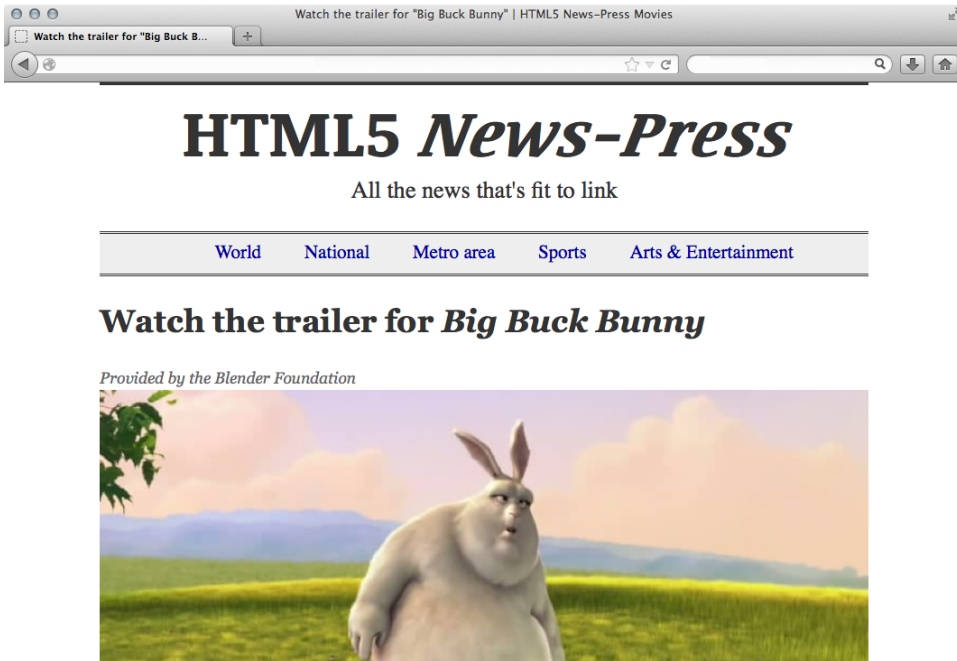 Watch the trailer for "Big Buck Bunny" | HTML5 News-Press Movies
Watch the trailer for "Big Buck B...
HTML5 News-Press
All the news that's fit to link
World National Metro area Sports Arts & Entertainment
Watch the trailer for Big Buck Bunny
Provided by the Blender Foundation